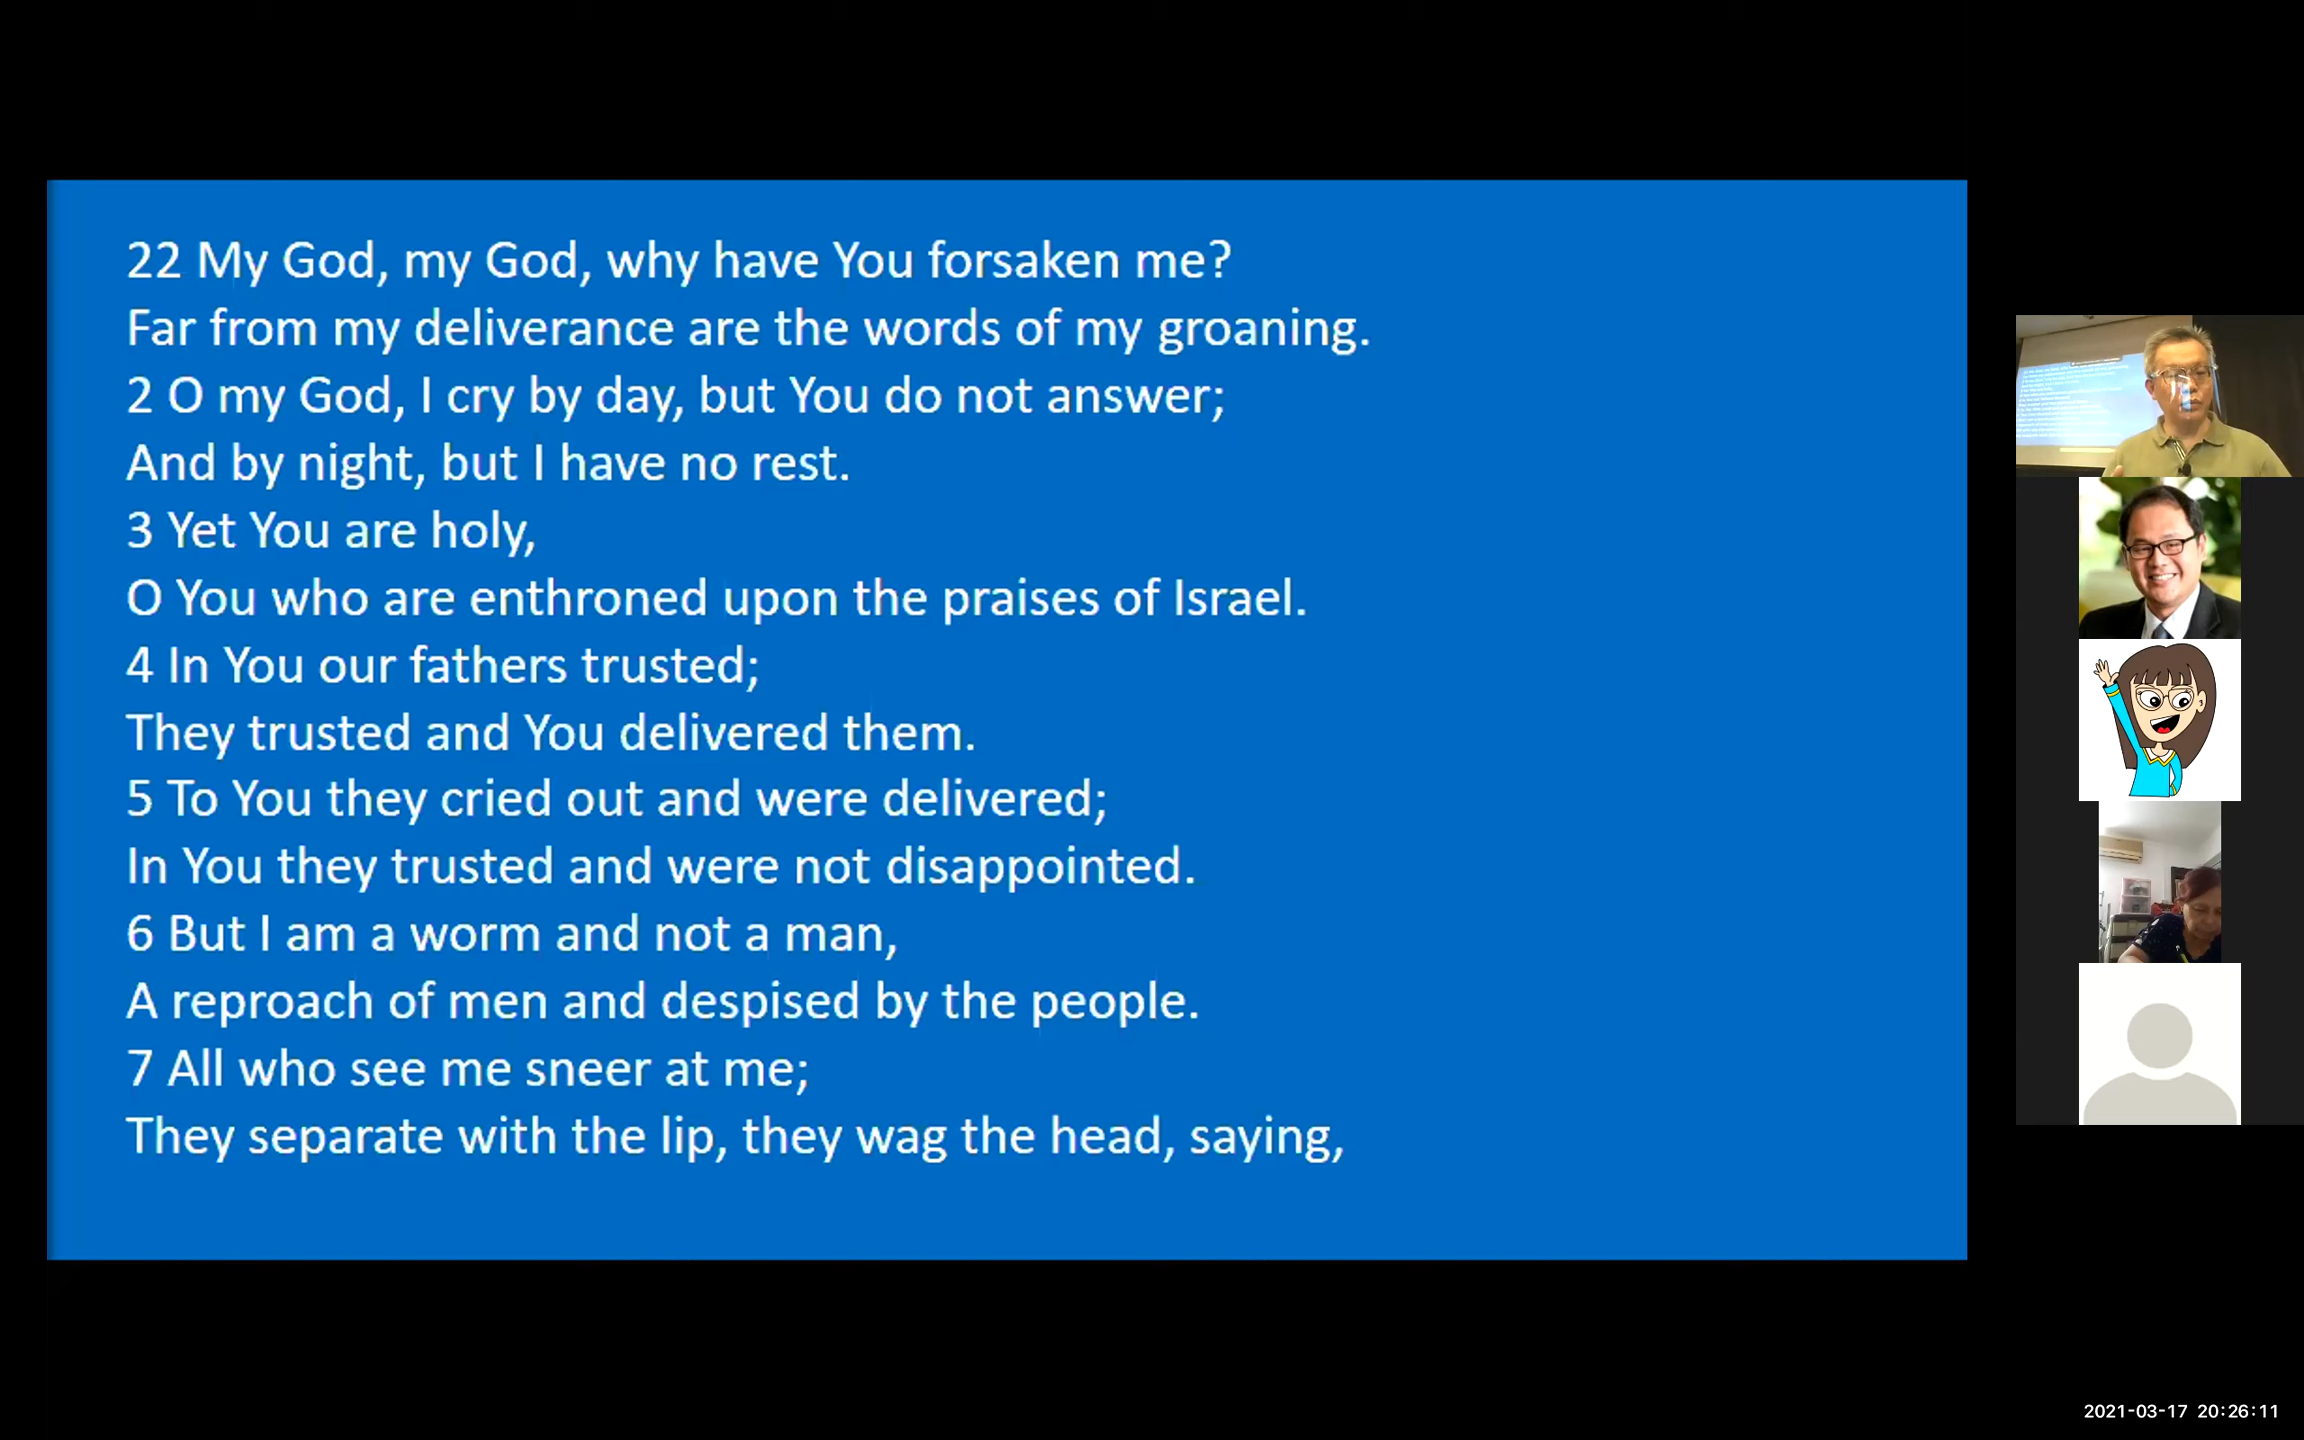 22 My God, my God, why have You forsaken me?
Far from my deliverance are the words of my groaning.
2 O my God, I cry by day, but You do not answer;
And by night, but I have no rest.
3 Yet You are holy,
O You who are enthroned upon the praises of Israel.
4 In You our fathers trusted;
They trusted and You delivered them.
5 To You they cried out and were delivered;
In You they trusted and were not disappointed.
6 But I am a worm and not a man,
A reproach of men and despised by the people.
7 All who see me sneer at me;
They separate with the lip, they wag the head, saying,
2021-03-17 20:26:11